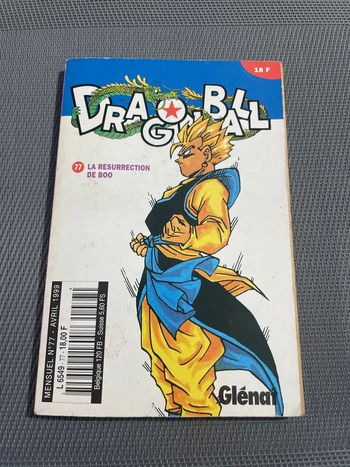 18 F
DRAGON BALL
77 LA RESURRECTION
DE BOO
MENSUEL N°77 - AVRIL 1999
L 6549 - 77 - 18,00 F
Belgique 120 FB - Suisse 5,60 FS
Glénat